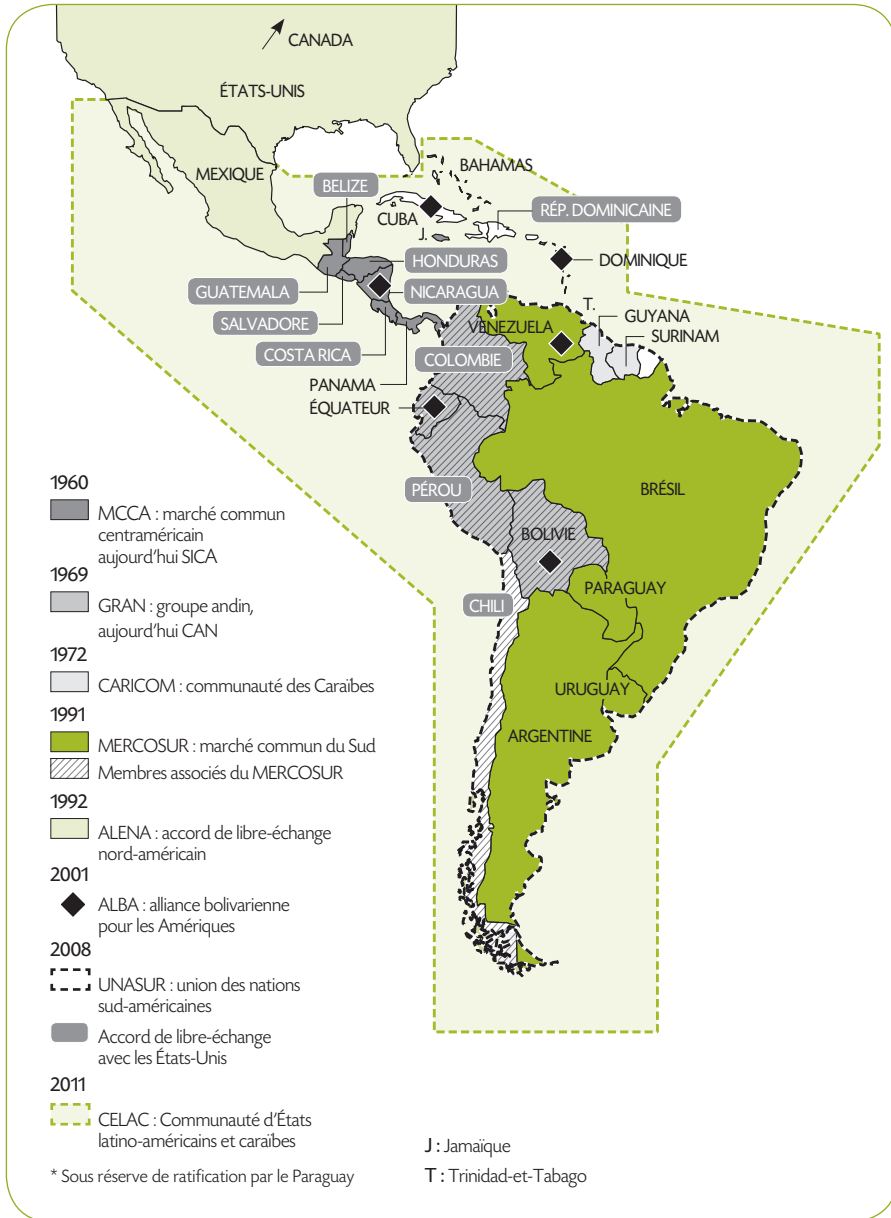 CANADA
ÉTATS-UNIS
MEXIQUE
BAHAMAS
BELIZE
RÉP. DOMINICAINE
CUBA
J.
HONDURAS
DOMINIQUE
GUATEMALA
NICARAGUA
T.
GUYANA
SALVADORE
VENEZUELA
SURINAM
COSTA RICA
COLOMBIE
PANAMA
ÉQUATEUR
BRÉSIL
PÉROU
BOLIVIE
PARAGUAY
CHILI
URUGUAY
ARGENTINE
1960
MCCA : marché commun
centraméricain
aujourd'hui SICA
1969
GRAN : groupe andin,
aujourd'hui CAN
1972
CARICOM : communauté des Caraïbes
1991
MERCOSUR : marché commun du Sud
Membres associés du MERCOSUR
1992
ALENA : accord de libre-échange
nord-américain
2001
ALBA : alliance bolivarienne
pour les Amériques
2008
UNASUR : union des nations
sud-américaines
Accord de libre-échange
avec les États-Unis
2011
CELAC : Communauté d'États
latino-américains et caraïbes
* Sous réserve de ratification par le Paraguay
J : Jamaïque
T : Trinidad-et-Tabago